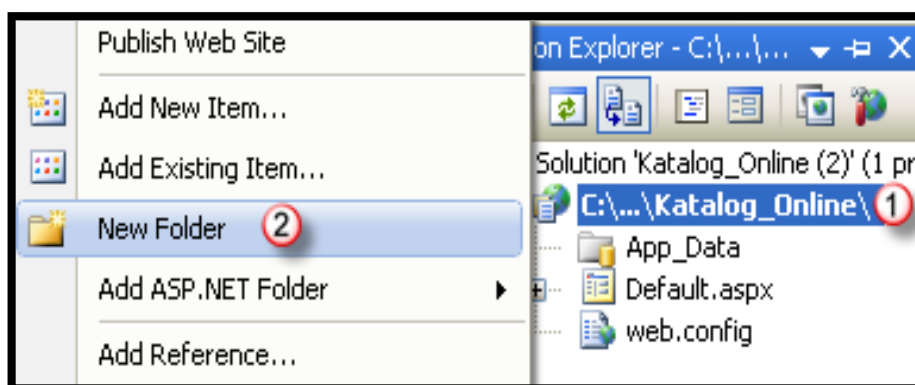 Publish Web Site
Add New Item...
Add Existing Item...
New Folder 2
Add ASP.NET Folder
Add Reference...
on Explorer - C:\...\...
Solution 'Katalog_Online (2)' (1 pr
C:\...\Katalog_Online\ 1
App_Data
Default.aspx
web.config